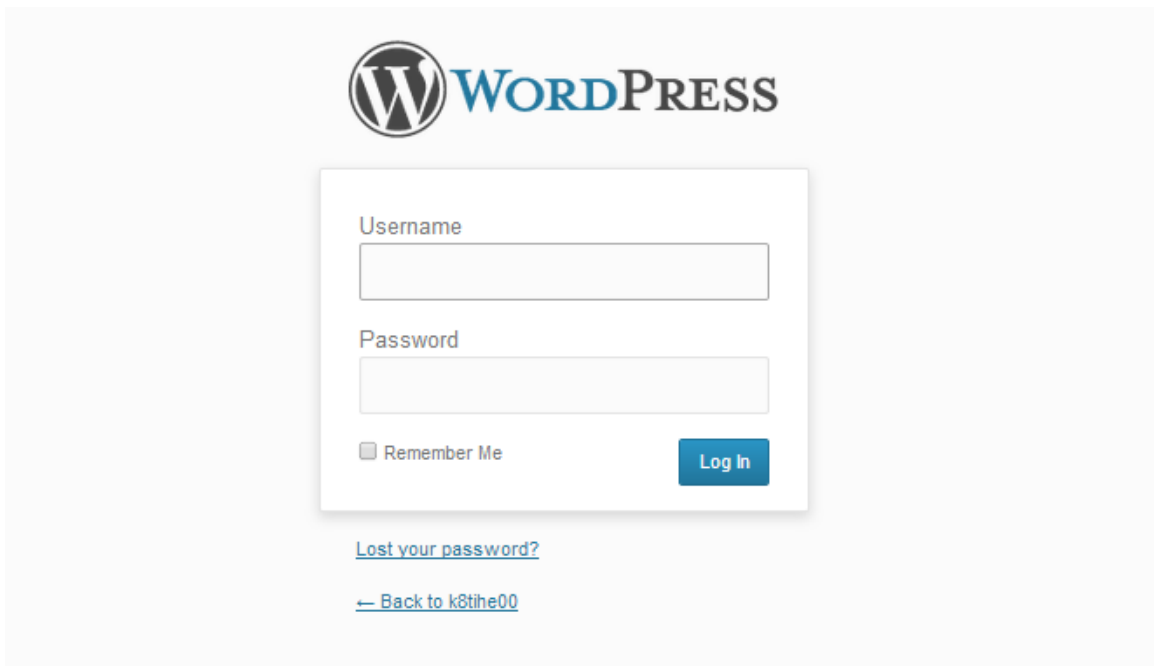 WORDPRESS
Username
Password
Remember Me
Log In
Lost your password?
← Back to k8tihe00